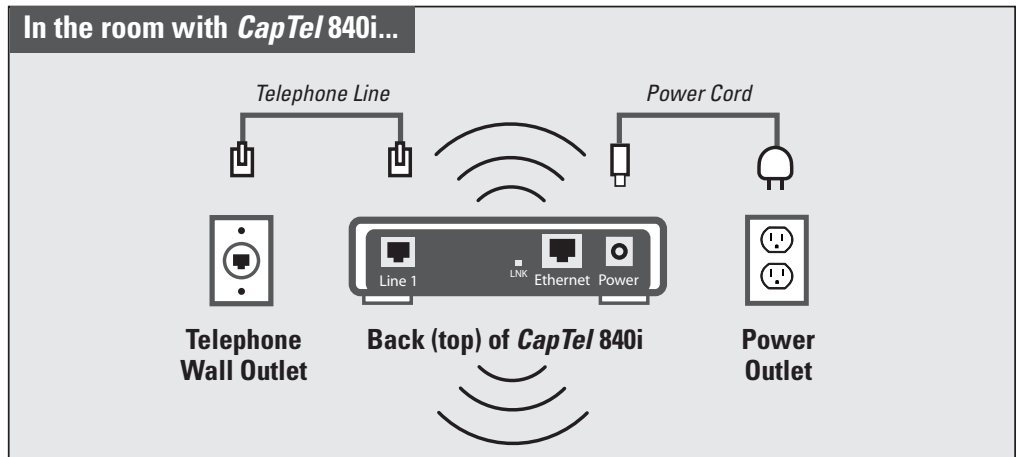 In the room with CapTel 840i...
Telephone Line
Power Cord
Line 1
LNK
Ethernet
Power
Telephone
Wall Outlet
Back (top) of CapTel 840i
Power
Outlet